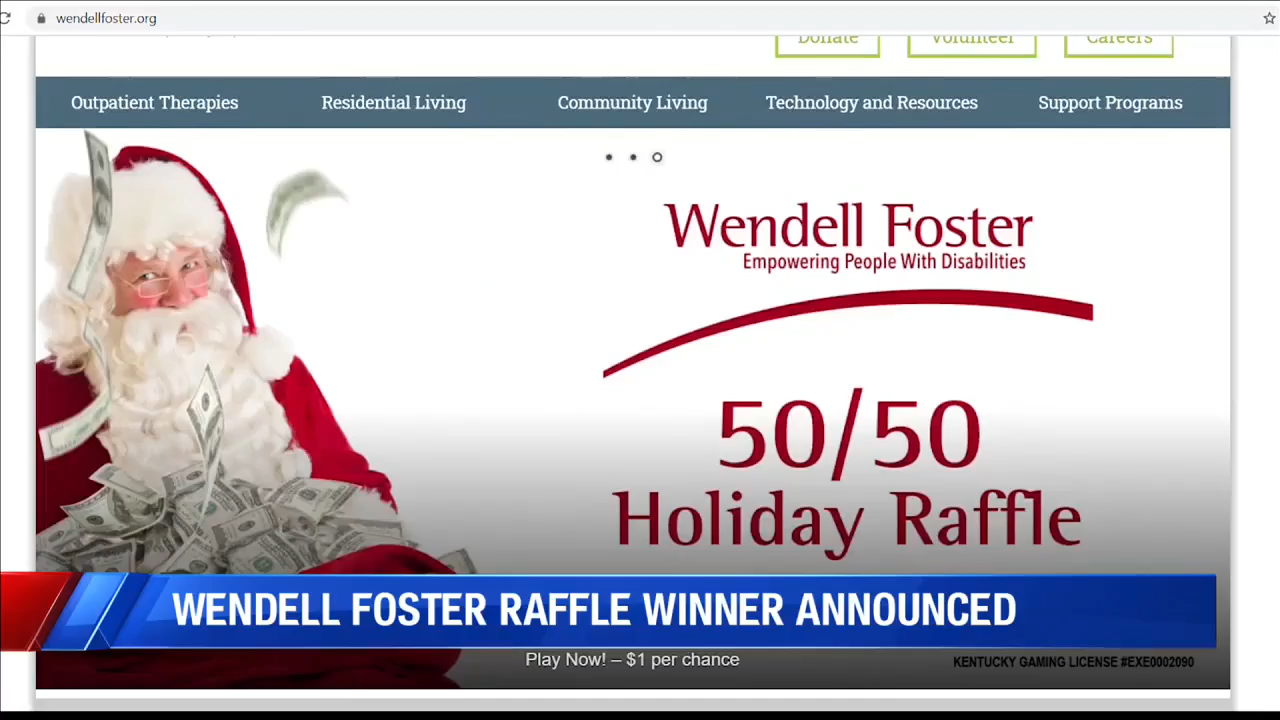 wendellfoster.org
Donate Volunteer Careers
Outpatient Therapies Residential Living Community Living Technology and Resources Support Programs
Wendell Foster
Empowering People With Disabilities
50/50
Holiday Raffle
WENDELL FOSTER RAFFLE WINNER ANNOUNCED
Play Now! – $1 per chance
KENTUCKY GAMING LICENSE #EXE0002090